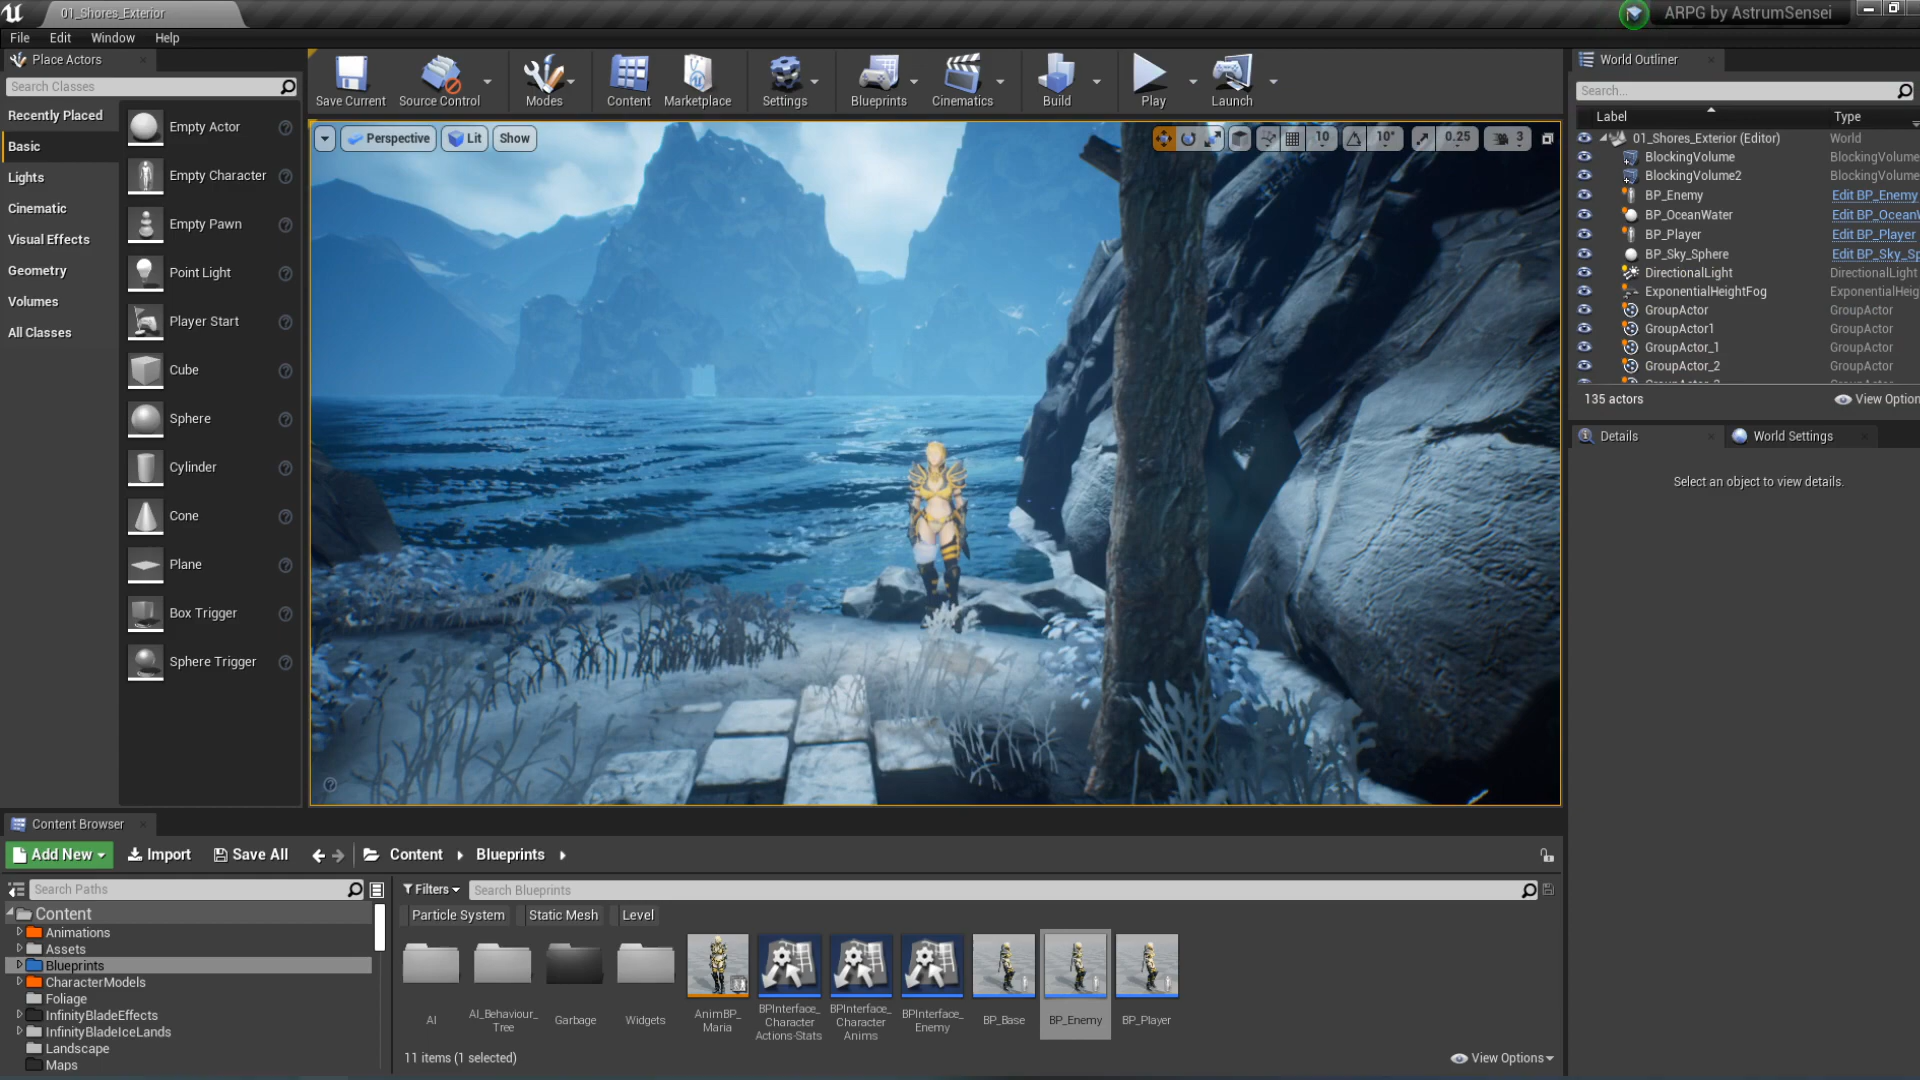 01_Shores_Exterior
ARPG by AstrumSensei
File Edit Window Help
Place Actors
Search Classes
Recently Placed
Basic
Lights
Cinematic
Visual Effects
Geometry
Volumes
All Classes
Empty Actor
Empty Character
Empty Pawn
Point Light
Player Start
Cube
Sphere
Cylinder
Cone
Plane
Box Trigger
Sphere Trigger
Save Current
Source Control
Modes
Content
Marketplace
Settings
Blueprints
Cinematics
Build
Play
Launch
Perspective
Lit
Show
10
10°
0.25
3
World Outliner
Search...
Label Type
01_Shores_Exterior (Editor) World
BlockingVolume BlockingVolume
BlockingVolume2 BlockingVolume
BP_Enemy Edit BP_Enemy
BP_OceanWater Edit BP_OceanW
BP_Player Edit BP_Player
BP_Sky_Sphere Edit BP_Sky_Sp
DirectionalLight DirectionalLight
ExponentialHeightFog ExponentialHeig
GroupActor GroupActor
GroupActor1 GroupActor
GroupActor_1 GroupActor
GroupActor_2 GroupActor
135 actors
View Option
Details
World Settings
Select an object to view details.
Content Browser
Add New
Import
Save All
Content
Blueprints
Search Paths
Content
Animations
Assets
Blueprints
CharacterModels
Foliage
InfinityBladeEffects
InfinityBladeIceLands
Landscape
Maps
Filters
Search Blueprints
Particle System
Static Mesh
Level
AI
AI_Behaviour_
Tree
Garbage
Widgets
AnimBP_
Maria
BPInterface_
Character
Actions-Stats
BPInterface_
Character
Anims
BPInterface_
Enemy
BP_Base
BP_Enemy
BP_Player
11 items (1 selected)
View Options